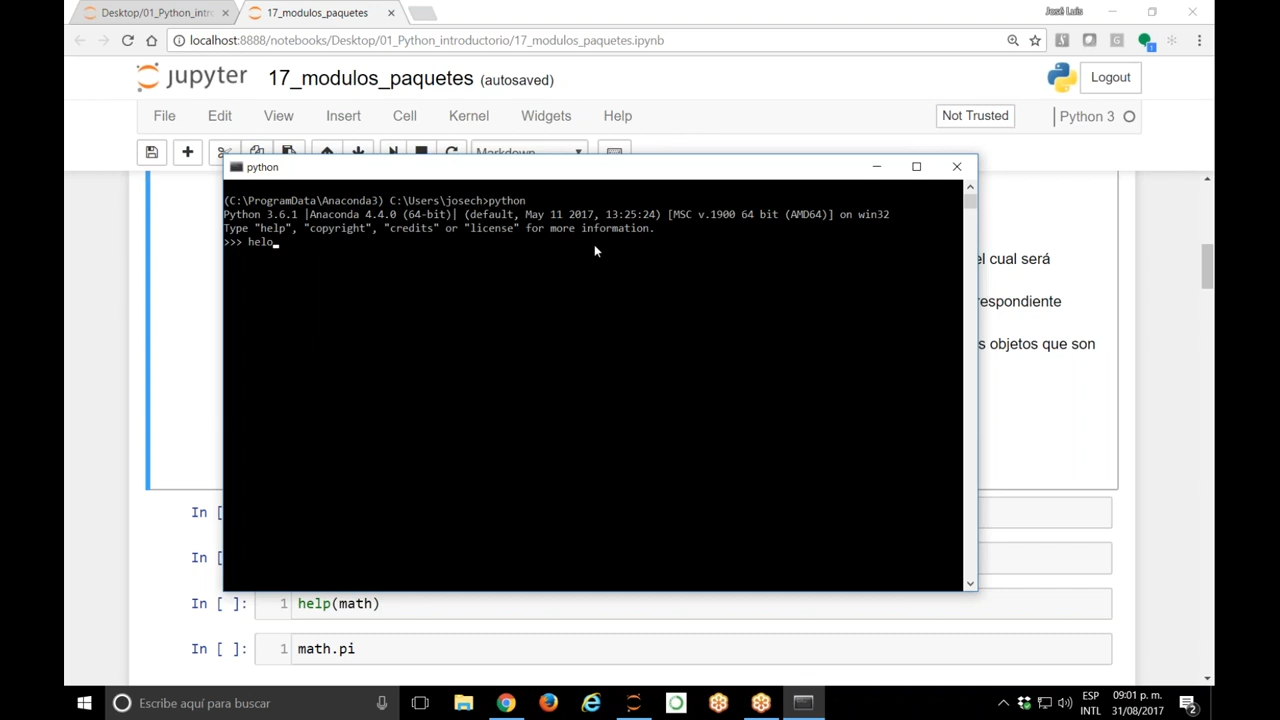 Desktop/01_Python_intro
17_modulos_paquetes
José Luis
localhost:8888/notebooks/Desktop/01_Python_introductorio/17_modulos_paquetes.ipynb
jupyter 17_modulos_paquetes (autosaved)
Logout
File Edit View Insert Cell Kernel Widgets Help
Not Trusted
Python 3
Markdown
python
(C:\ProgramData\Anaconda3) C:\Users\josech>python
Python 3.6.1 |Anaconda 4.4.0 (64-bit)| (default, May 11 2017, 13:25:24) [MSC v.1900 64 bit (AMD64)] on win32
Type "help", "copyright", "credits" or "license" for more information.
>>> helo
el cual será
respondiente
s objetos que son
In [
In [
In [ ]: 1 help(math)
In [ ]: 1 math.pi
Escribe aquí para buscar
ESP 09:01 p. m.
INTL 31/08/2017
2